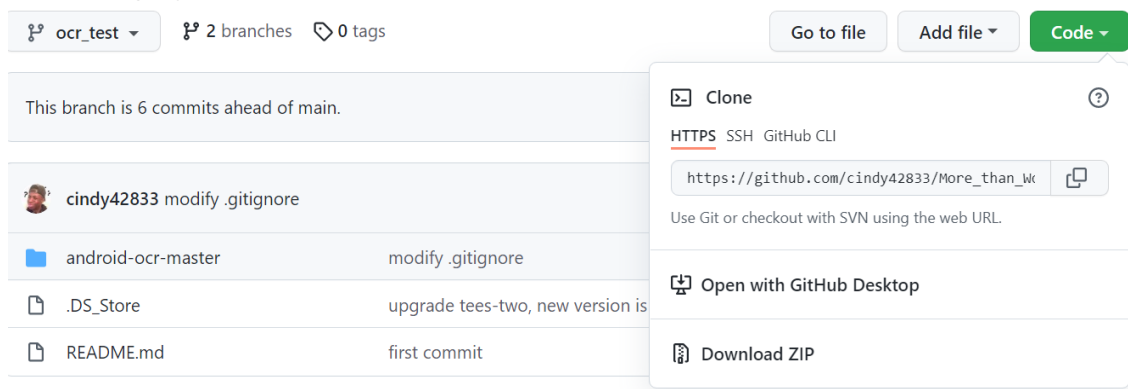 ocr_test 2 branches 0 tags Go to file Add file Code
This branch is 6 commits ahead of main.
cindy42833 modify .gitignore
android-ocr-master modify .gitignore
.DS_Store upgrade tees-two, new version is
README.md first commit
Clone
HTTPS SSH GitHub CLI
https://github.com/cindy42833/More_than_Wo
Use Git or checkout with SVN using the web URL.
Open with GitHub Desktop
Download ZIP